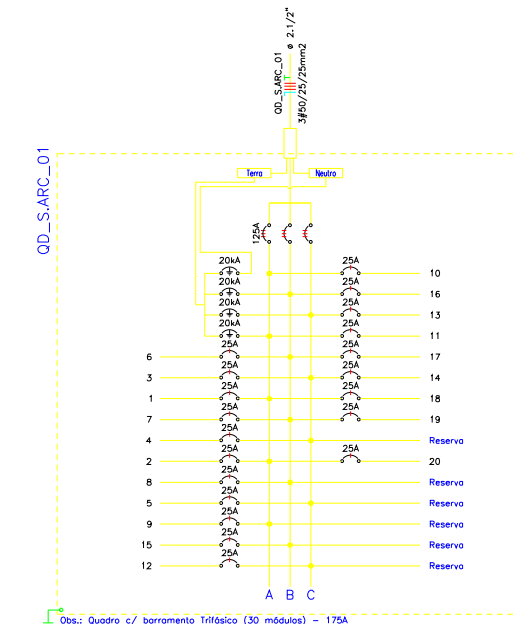 ø 2.1/2"
QD_S.ARC_01
3#50/25/25mm2
QD_S.ARC_01
Terra Neutro
125A
20kA 25A
10
20kA 25A
16
20kA 25A
13
20kA 25A
11
25A 25A
6 17
25A 25A
3 14
25A 25A
1 18
25A 25A
7 19
25A
4 Reserva
25A 25A
2 20
25A
8 Reserva
25A
5 Reserva
25A
9 Reserva
25A
15 Reserva
25A
12 Reserva
A B C
Obs.: Quadro c/ barramento Trifásico (30 módulos) - 175A